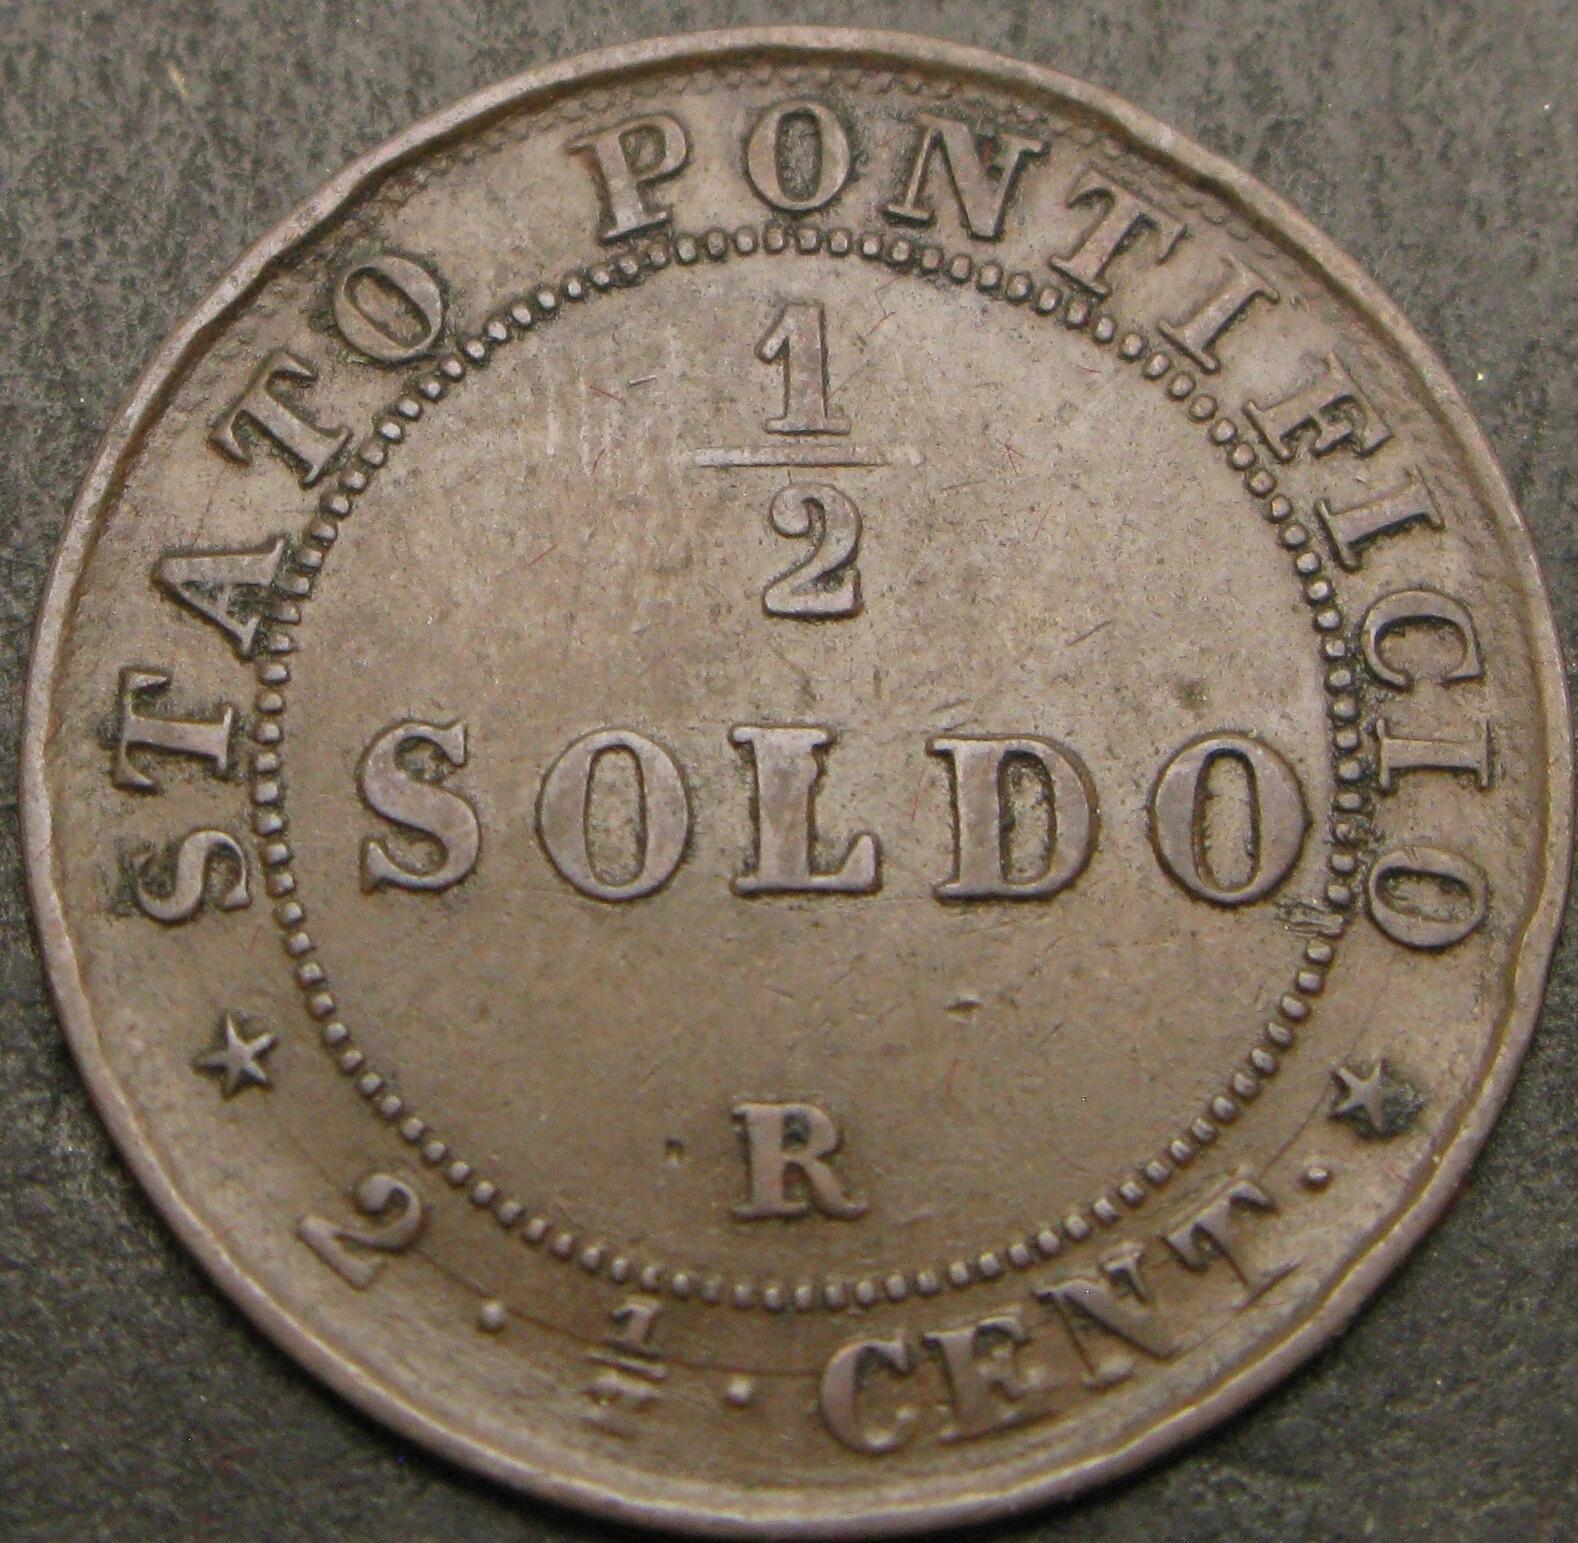 STATO PONTIFICIO
1/2
SOLDO
R
2 · 1/2 · CENT ·